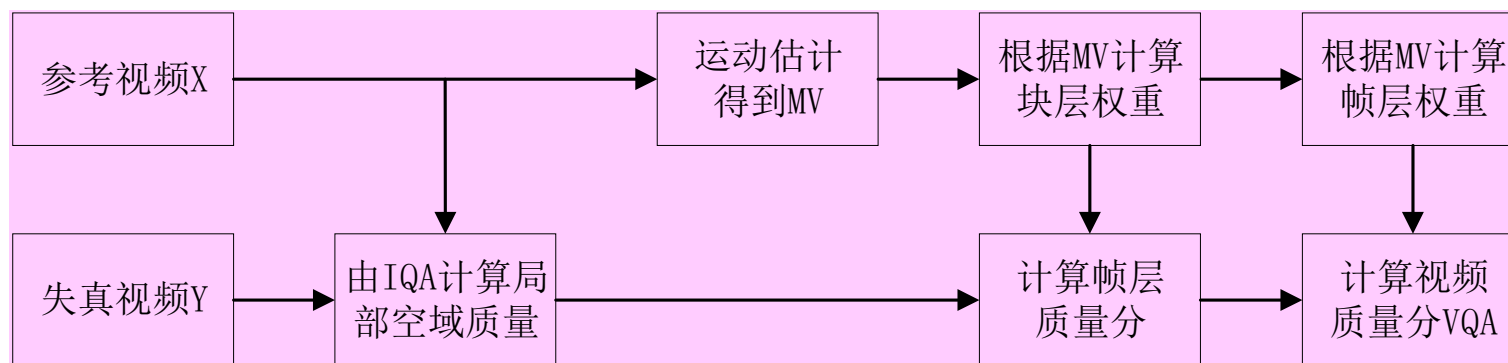 参考视频X
运动估计
得到MV
根据MV计算
块层权重
根据MV计算
帧层权重
失真视频Y
由IQA计算局
部空域质量
计算帧层
质量分
计算视频
质量分VQA